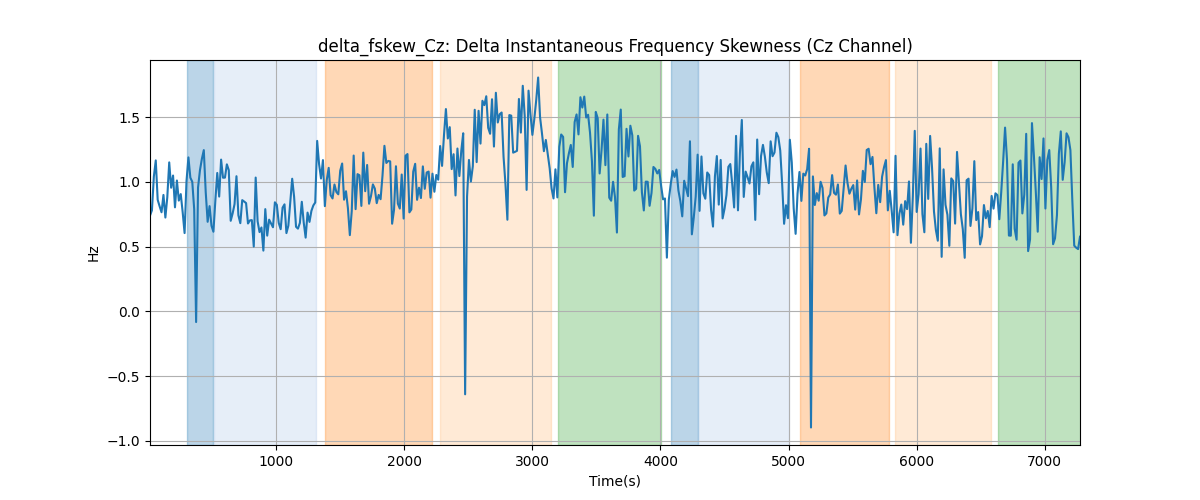 delta_fskew_Cz: Delta Instantaneous Frequency Skewness (Cz Channel)
1.5
1.0
0.5
0.0
−0.5
−1.0
Hz
1000 2000 3000 4000 5000 6000 7000
Time(s)